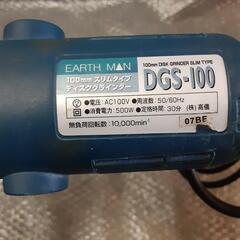 EARTH MAN
100mm スリムタイプ
ディスクグラインダー
100mm DISK GRINDER SLIM TYPE
DGS-100
●電圧：AC100V ●周波数：50/60Hz
●消費電力：500W ●定格時間：30分 (株)高儀
無負荷回転数：10,000min⁻¹
07BE